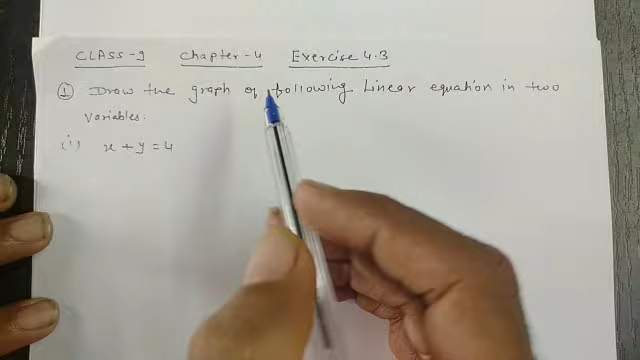 CLASS-9 Chapter-4 Exercise 4.3
① Draw the graph of following Linear equation in two
Variables.
(i) x + y = 4